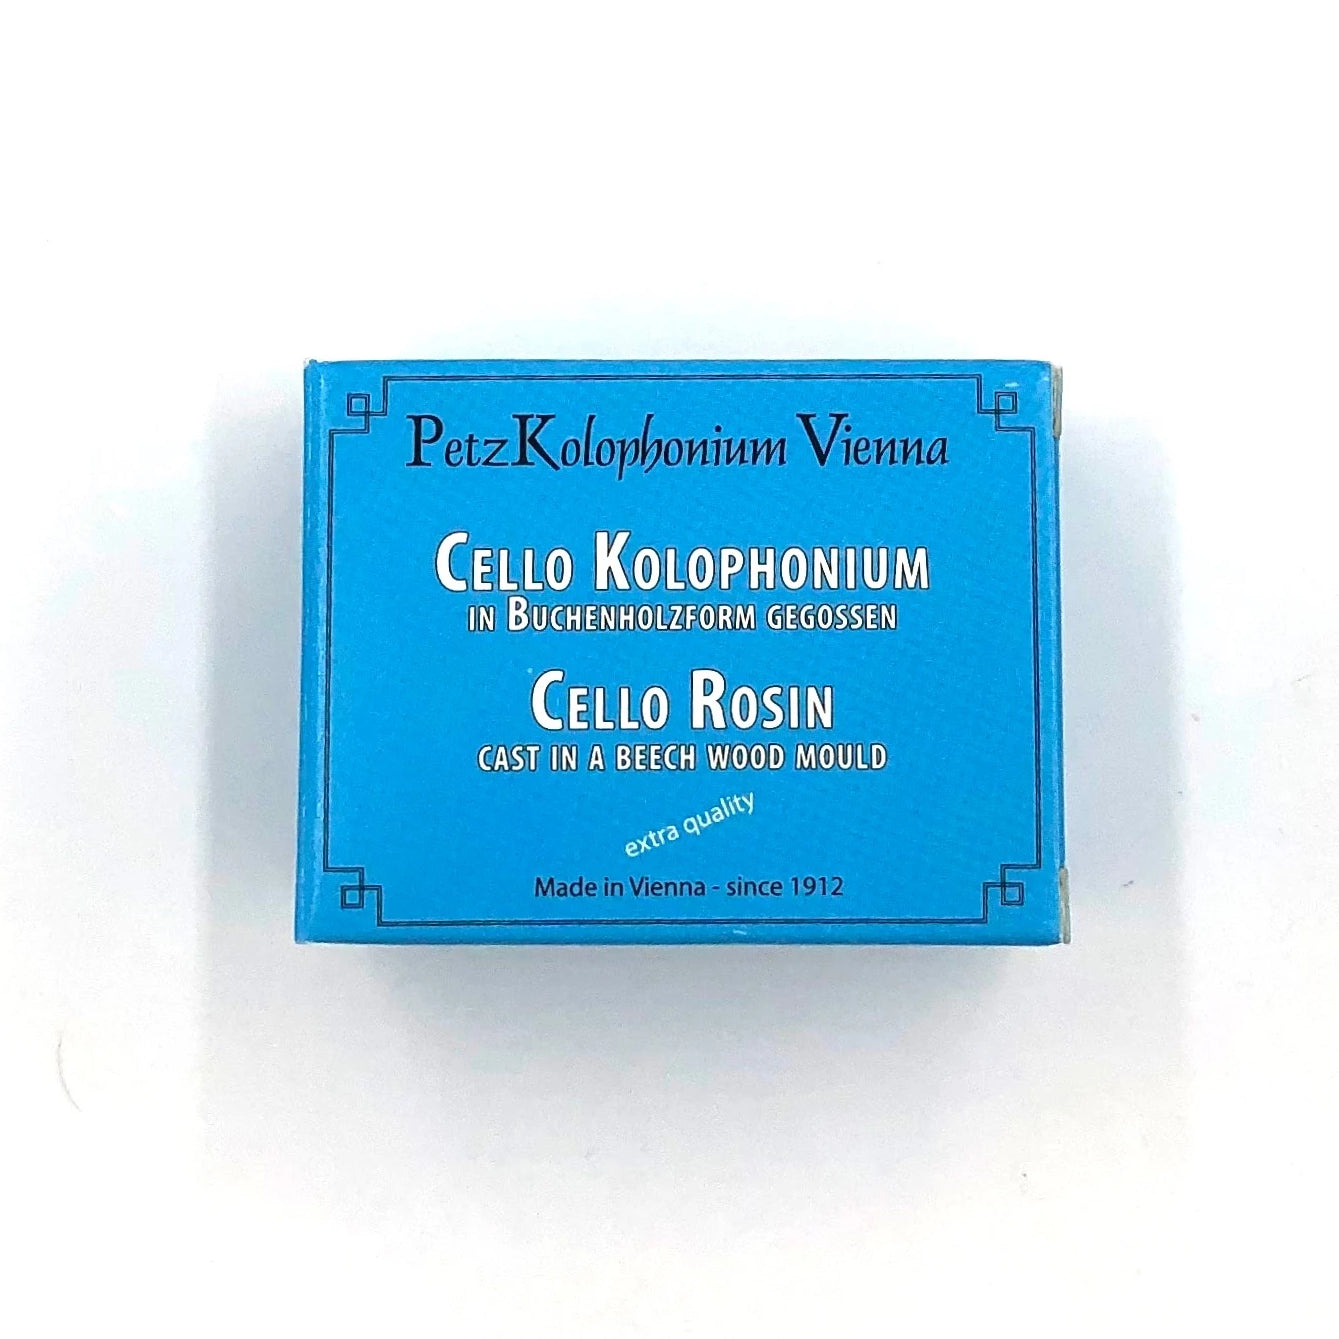 PetzKolophonium Vienna
CELLO KOLOPHONIUM
IN BUCHENHOLZFORM GEGOSSEN
CELLO ROSIN
CAST IN A BEECH WOOD MOULD
extra quality
Made in Vienna - since 1912